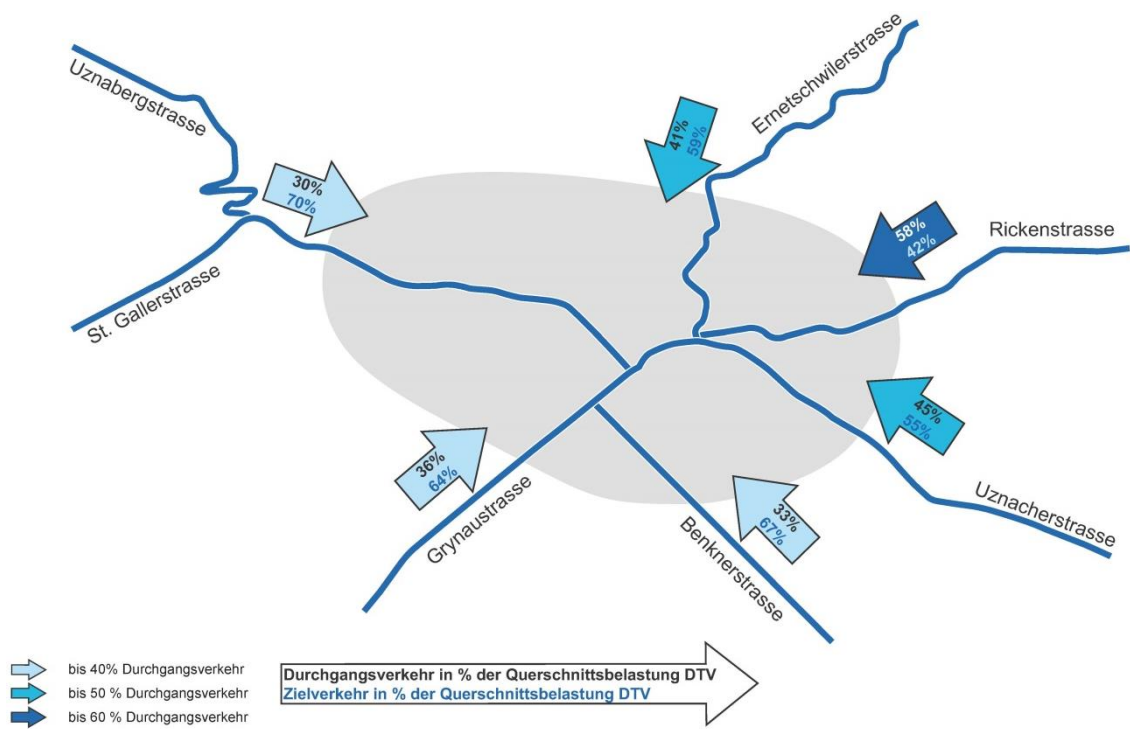 Uznabergstrasse
Ernetschwilerstrasse
41%
59%
30%
70%
58%
42%
Rickenstrasse
St. Gallerstrasse
45%
55%
36%
64%
Grynaustrasse
33%
67%
Benknerstrasse
Uznacherstrasse
bis 40% Durchgangsverkehr
bis 50 % Durchgangsverkehr
bis 60 % Durchgangsverkehr
Durchgangsverkehr in % der Querschnittsbelastung DTV
Zielverkehr in % der Querschnittsbelastung DTV